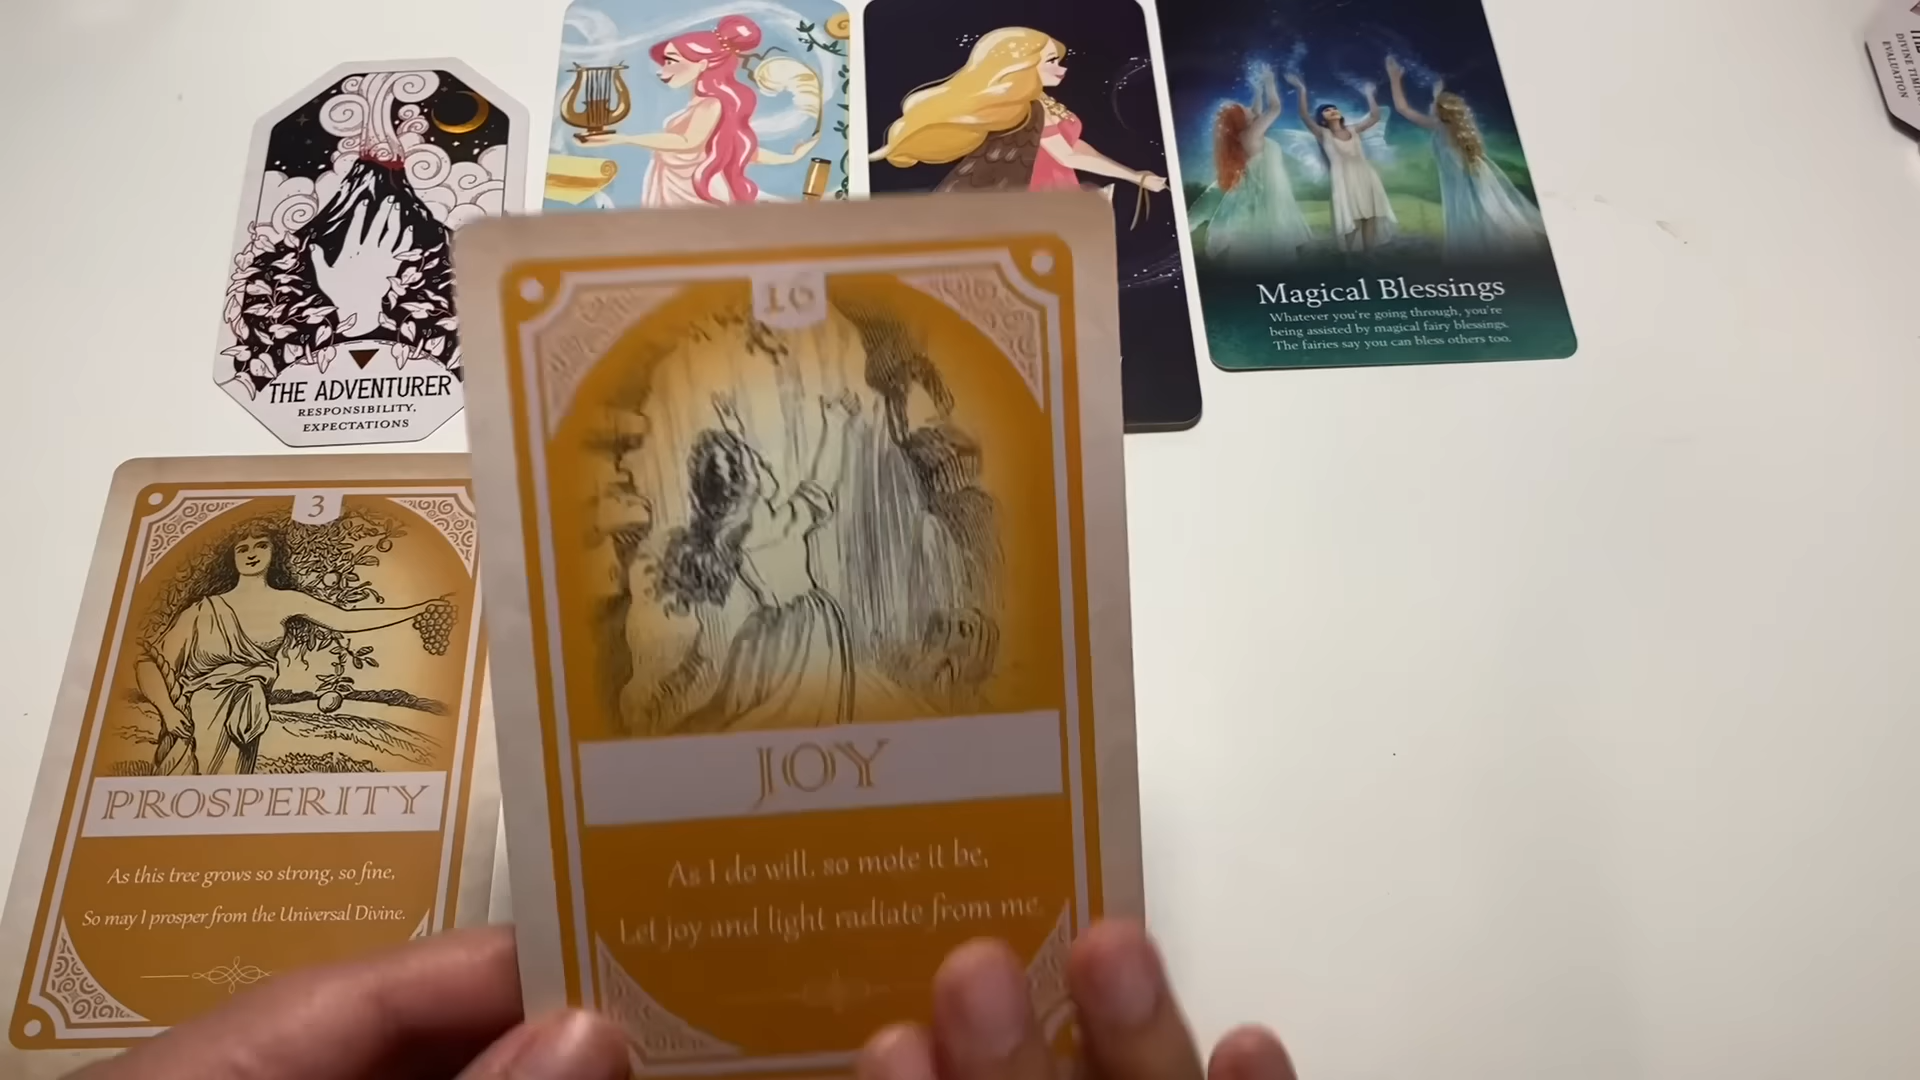 THE ADVENTURER
RESPONSIBILITY,
EXPECTATIONS
Magical Blessings
Whatever you're going through, you're
being assisted by magical fairy blessings.
The fairies say you can bless others too.
DIVINE TIMING
EVALUATION
3
PROSPERITY
As this tree grows so strong, so fine,
So may I prosper from the Universal Divine.
JOY
As I do will, so mote it be,
Let joy and light radiate from me.